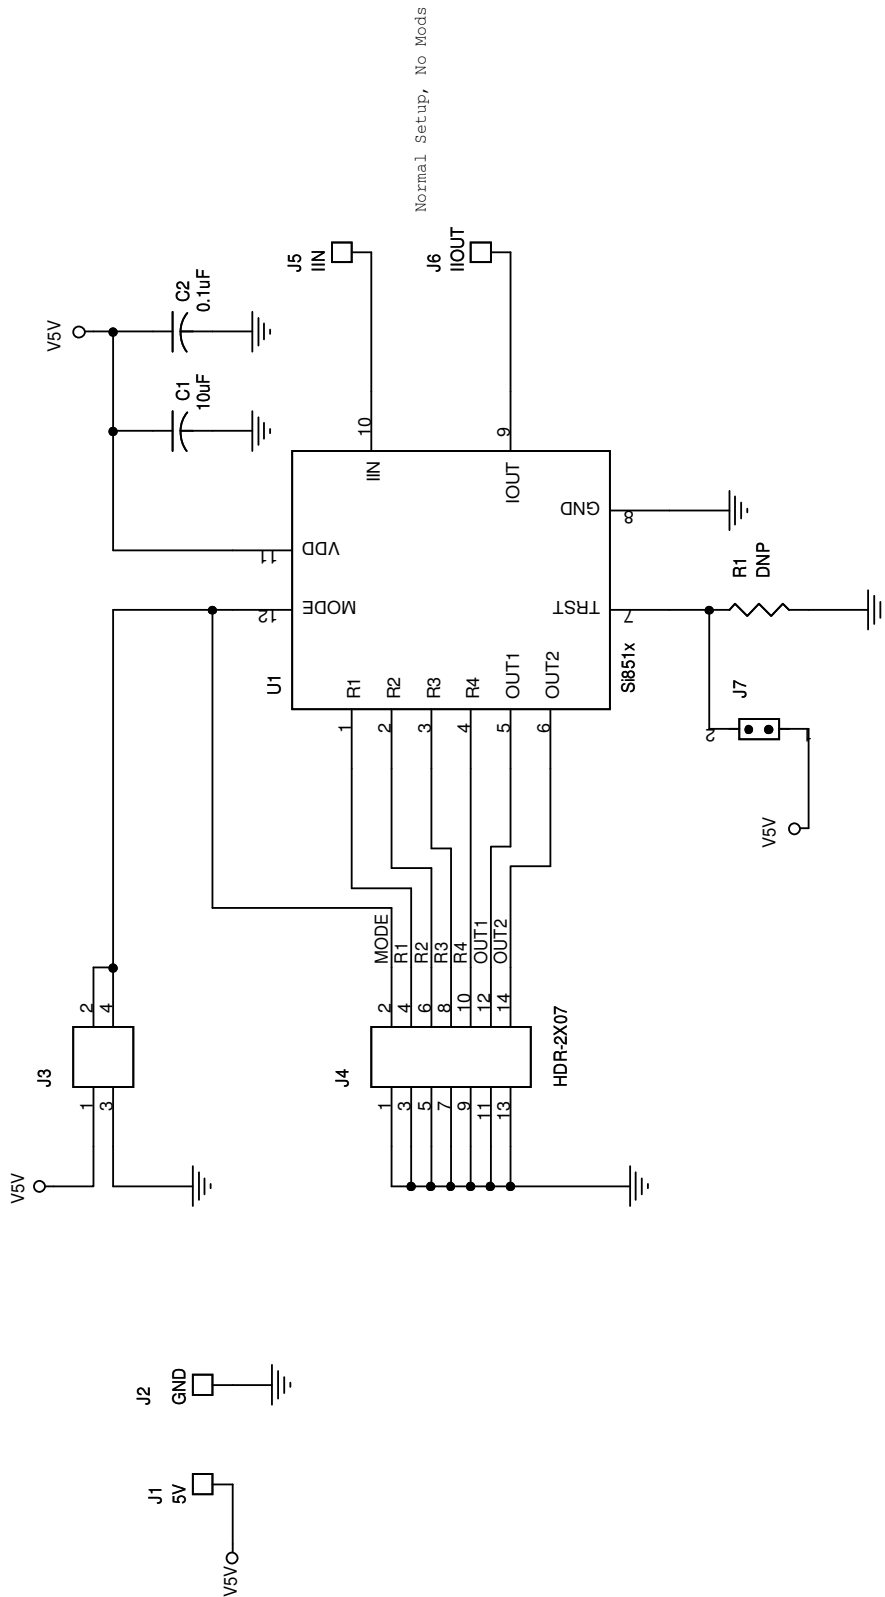 Normal Setup, No Mods
V5V
C2
0.1uF
C1
10uF
J5
IIN
J6
IIOUT
10
9
IIN
IOUT
11
VDD
GND
8
12
MODE
TRST
7
U1
Si851x
R1
R2
R3
R4
OUT1
OUT2
1
2
3
4
5
6
R1
DNP
J7
2
1
V5V
J3
2
4
1
3
V5V
MODE
R1
R2
R3
R4
OUT1
OUT2
2
4
6
8
10
12
14
J4
HDR-2X07
1
3
5
7
9
11
13
J2
GND
J1
5V
V5V